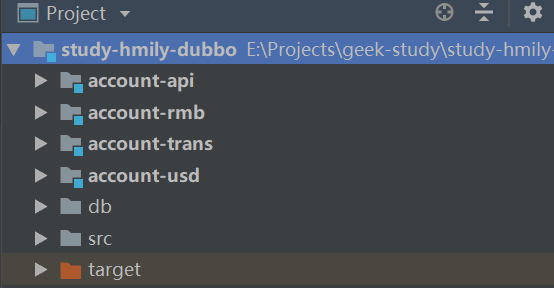 Project
study-hmily-dubbo E:\Projects\geek-study\study-hmily-
account-api
account-rmb
account-trans
account-usd
db
src
target